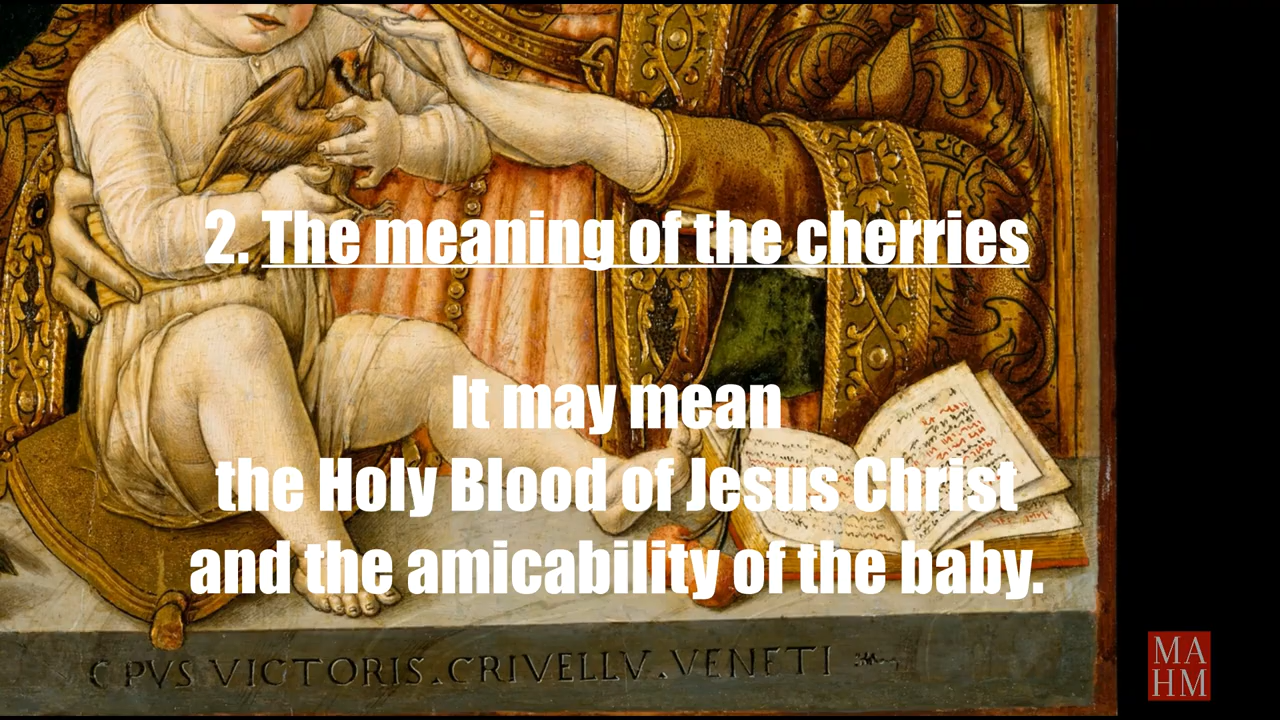 2. The meaning of the cherries
It may mean
the Holy Blood of Jesus Christ
and the amicability of the baby.
PVS VICTORIS . CRIVELLV . VENETI
MA
HM